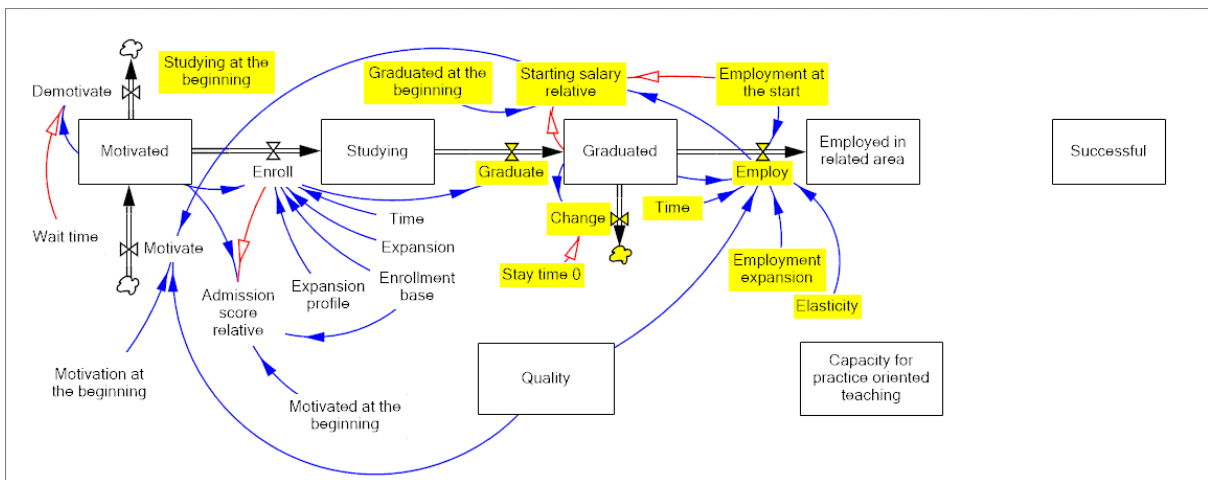 Studying at the
beginning
Demotivate
Graduated at the
beginning
Starting salary
relative
Employment at
the start
Motivated
Studying
Graduated
Employed in
related area
Successful
Enroll
Graduate
Employ
Wait time
Motivate
Time
Expansion
Change
Time
Stay time 0
Admission
score
relative
Expansion
profile
Enrollment
base
Employment
expansion
Elasticity
Motivation at
the beginning
Motivated at the
beginning
Quality
Capacity for
practice oriented
teaching